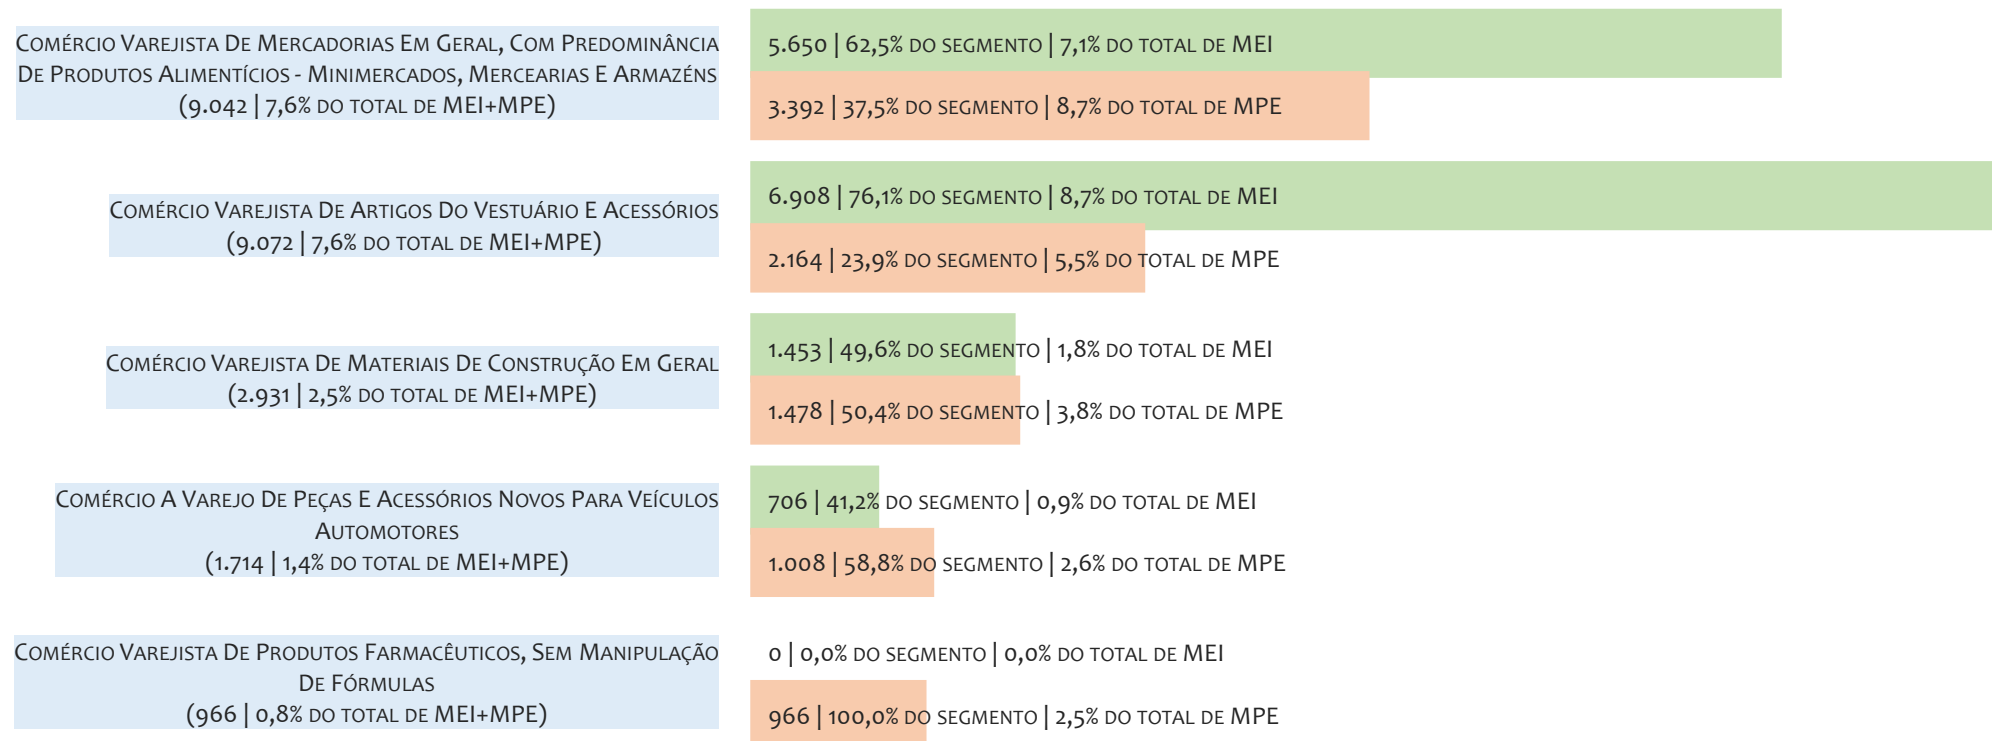 Comércio Varejista De Mercadorias Em Geral, Com Predominância
De Produtos Alimentícios - Minimercados, Mercearias E Armazéns
(9.042 | 7,6% do total de MEI+MPE)
5.650 | 62,5% do segmento | 7,1% do total de MEI
3.392 | 37,5% do segmento | 8,7% do total de MPE
Comércio Varejista De Artigos Do Vestuário E Acessórios
(9.072 | 7,6% do total de MEI+MPE)
6.908 | 76,1% do segmento | 8,7% do total de MEI
2.164 | 23,9% do segmento | 5,5% do total de MPE
Comércio Varejista De Materiais De Construção Em Geral
(2.931 | 2,5% do total de MEI+MPE)
1.453 | 49,6% do segmento | 1,8% do total de MEI
1.478 | 50,4% do segmento | 3,8% do total de MPE
Comércio A Varejo De Peças E Acessórios Novos Para Veículos
Automotores
(1.714 | 1,4% do total de MEI+MPE)
706 | 41,2% do segmento | 0,9% do total de MEI
1.008 | 58,8% do segmento | 2,6% do total de MPE
Comércio Varejista De Produtos Farmacêuticos, Sem Manipulação
De Fórmulas
(966 | 0,8% do total de MEI+MPE)
0 | 0,0% do segmento | 0,0% do total de MEI
966 | 100,0% do segmento | 2,5% do total de MPE